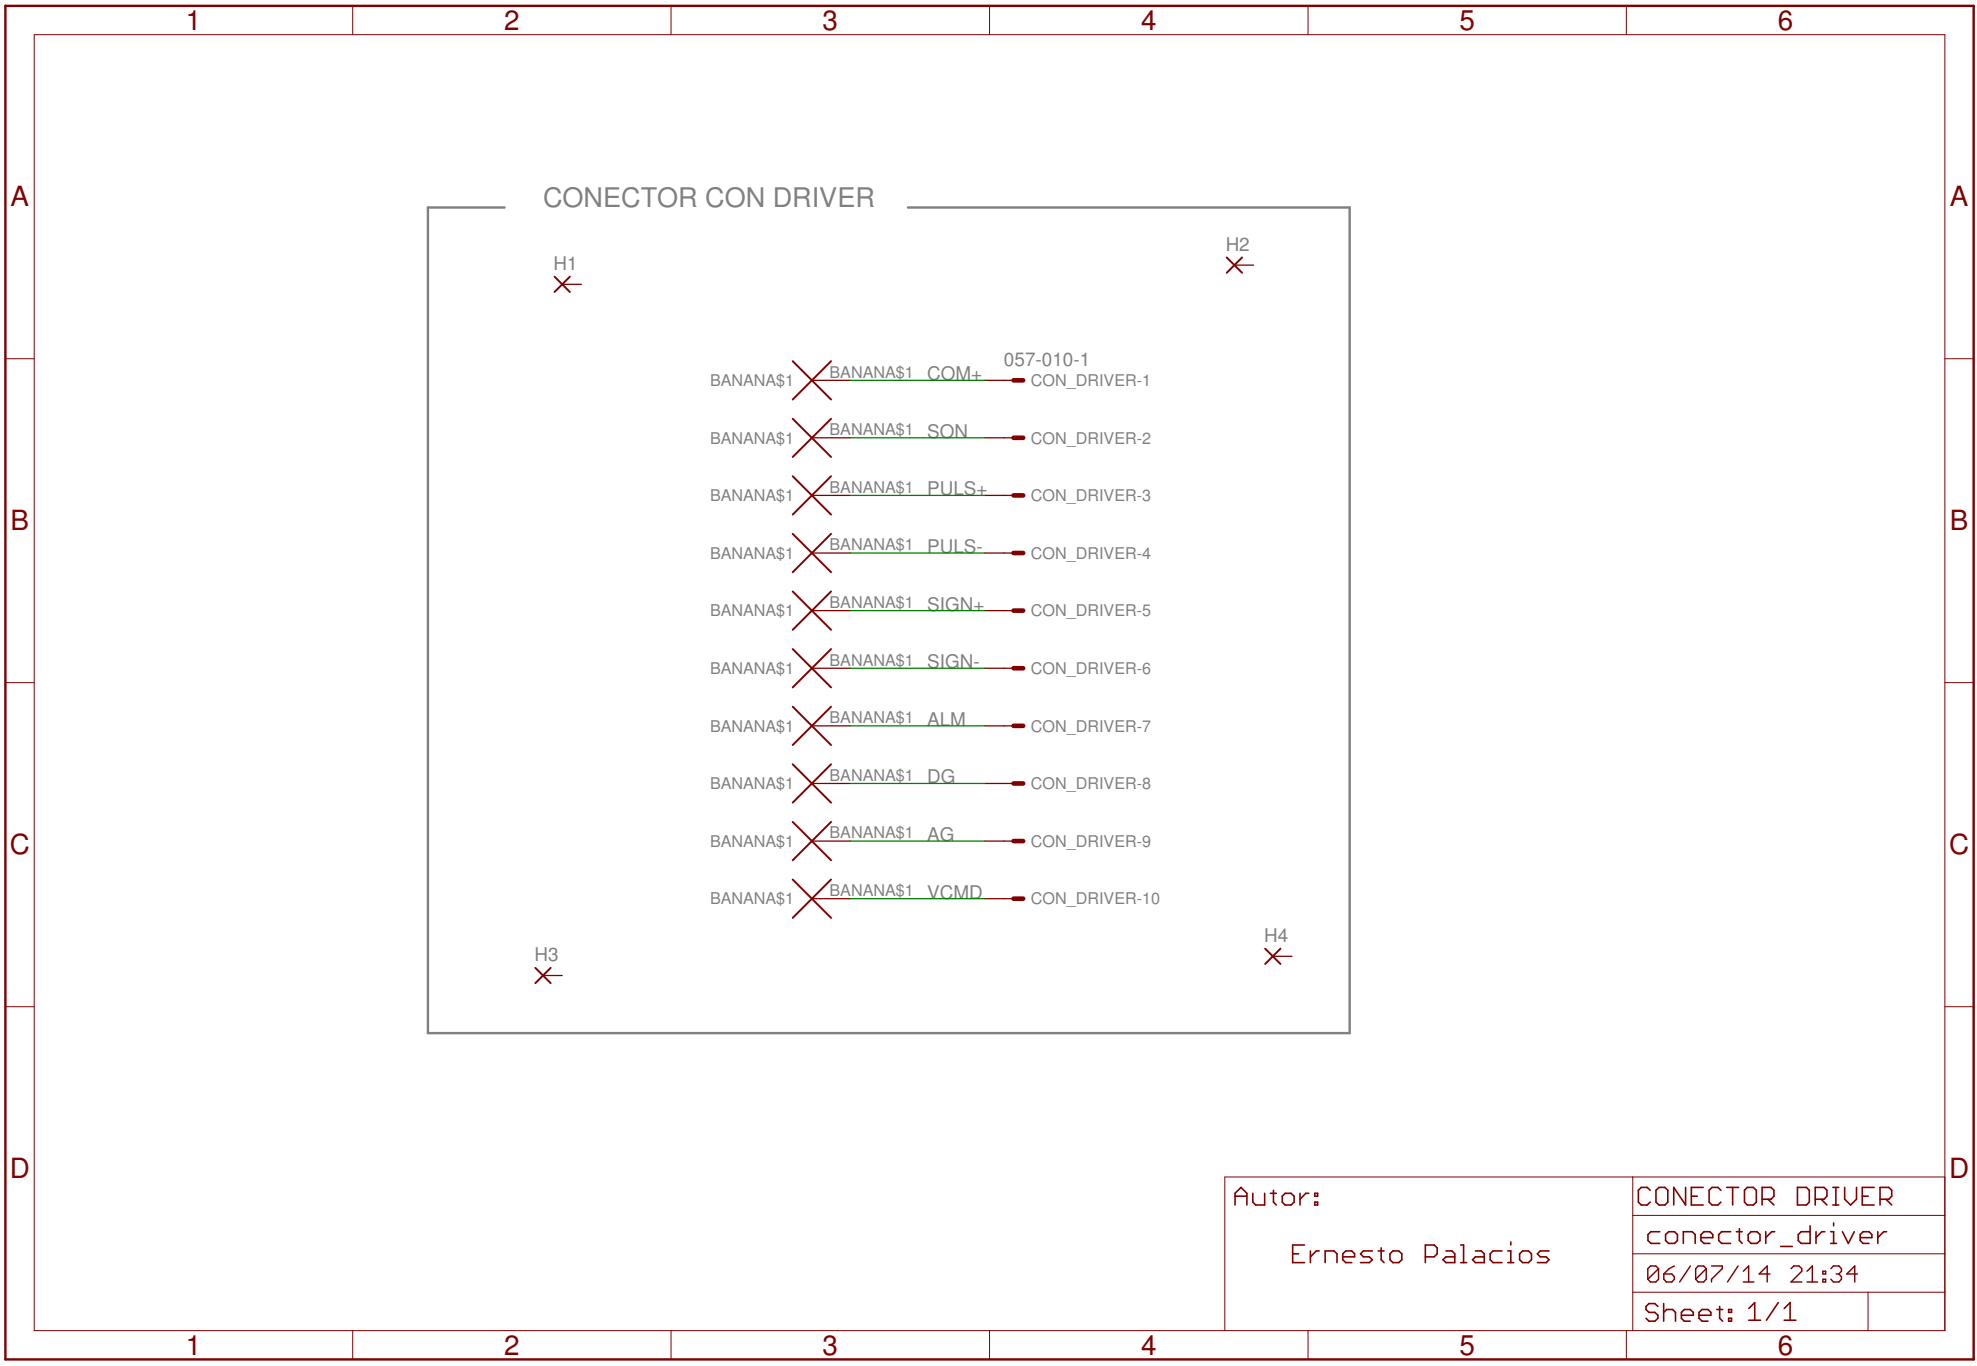 1 2 3 4 5 6
A A
CONECTOR CON DRIVER
H2
H1
057-010-1
BANANA$1 BANANA$1 COM+ CON_DRIVER-1
BANANA$1 BANANA$1 SON CON_DRIVER-2
BANANA$1 BANANA$1 PULS+ CON_DRIVER-3
B B
BANANA$1 BANANA$1 PULS- CON_DRIVER-4
BANANA$1 BANANA$1 SIGN+ CON_DRIVER-5
BANANA$1 BANANA$1 SIGN- CON_DRIVER-6
BANANA$1 BANANA$1 ALM CON_DRIVER-7
BANANA$1 BANANA$1 DG CON_DRIVER-8
C C
BANANA$1 BANANA$1 AG CON_DRIVER-9
BANANA$1 BANANA$1 VCMD CON_DRIVER-10
H4
H3
D D
Autor:
Ernesto Palacios
CONECTOR DRIVER
conector_driver
06/07/14 21:34
Sheet: 1/1
1 2 3 4 5 6